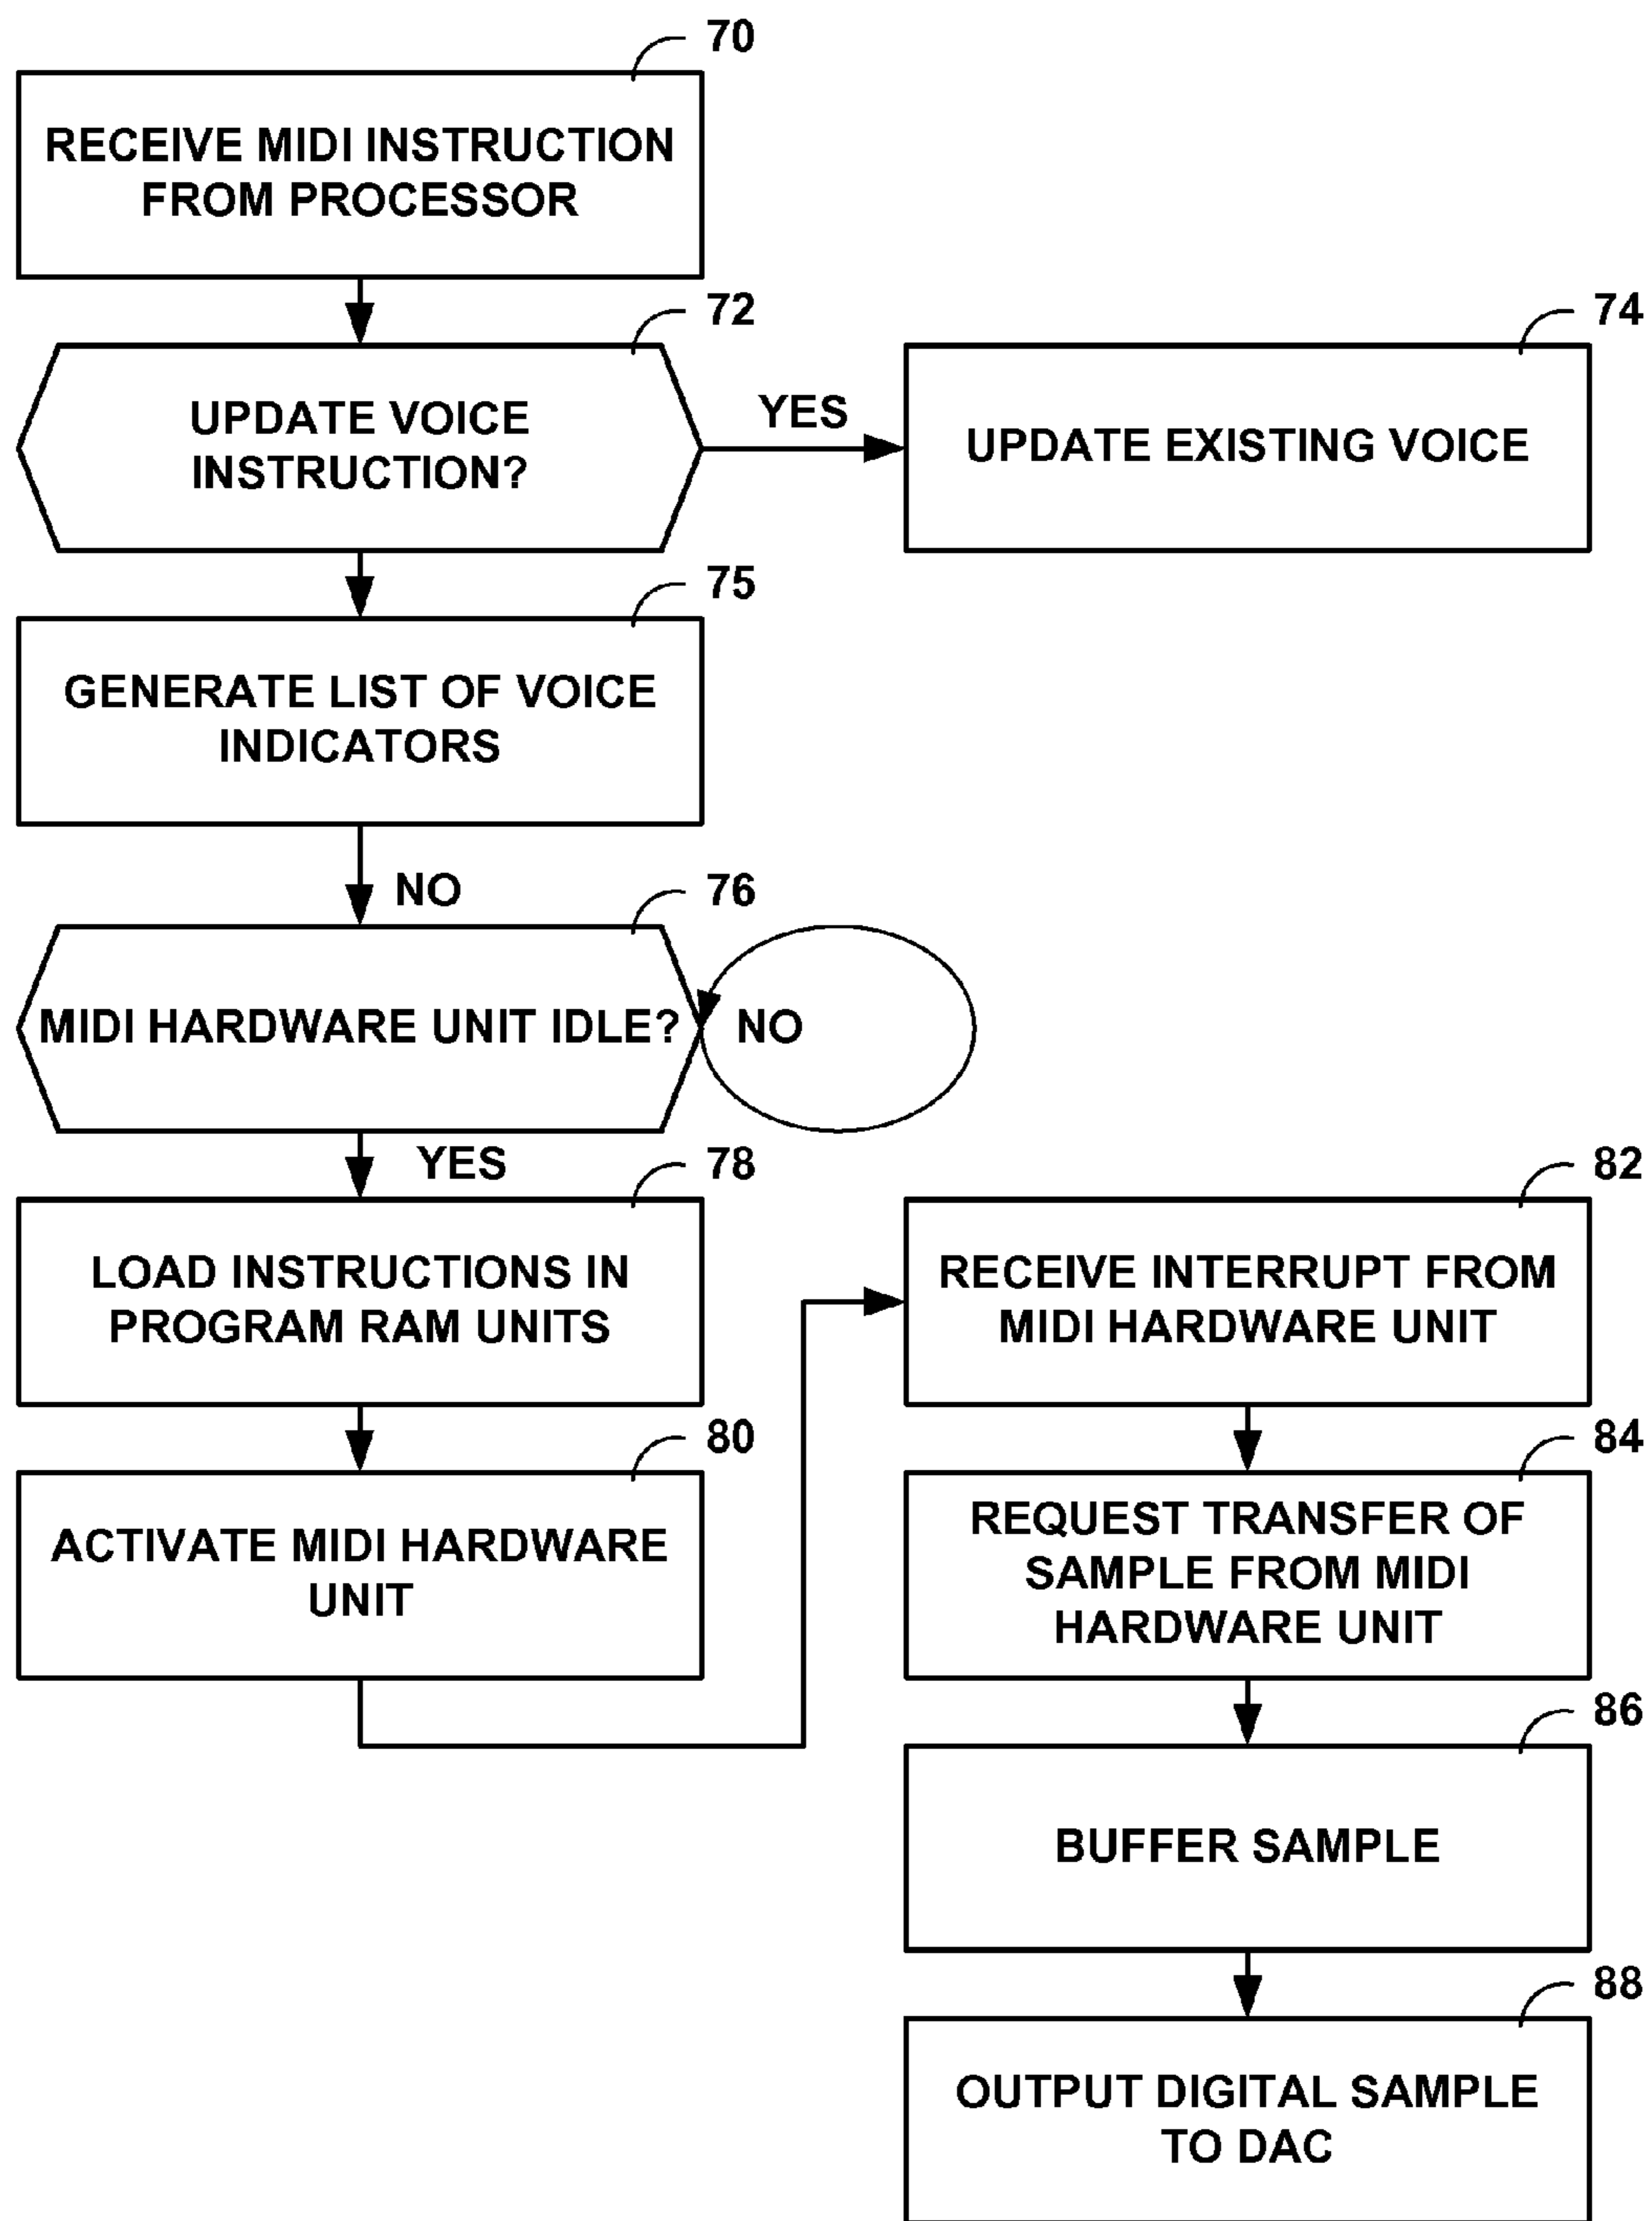 70
RECEIVE MIDI INSTRUCTION
FROM PROCESSOR
72
UPDATE VOICE
INSTRUCTION?
YES
74
UPDATE EXISTING VOICE
75
GENERATE LIST OF VOICE
INDICATORS
NO
76
MIDI HARDWARE UNIT IDLE?
NO
YES
78
LOAD INSTRUCTIONS IN
PROGRAM RAM UNITS
80
ACTIVATE MIDI HARDWARE
UNIT
82
RECEIVE INTERRUPT FROM
MIDI HARDWARE UNIT
84
REQUEST TRANSFER OF
SAMPLE FROM MIDI
HARDWARE UNIT
86
BUFFER SAMPLE
88
OUTPUT DIGITAL SAMPLE
TO DAC